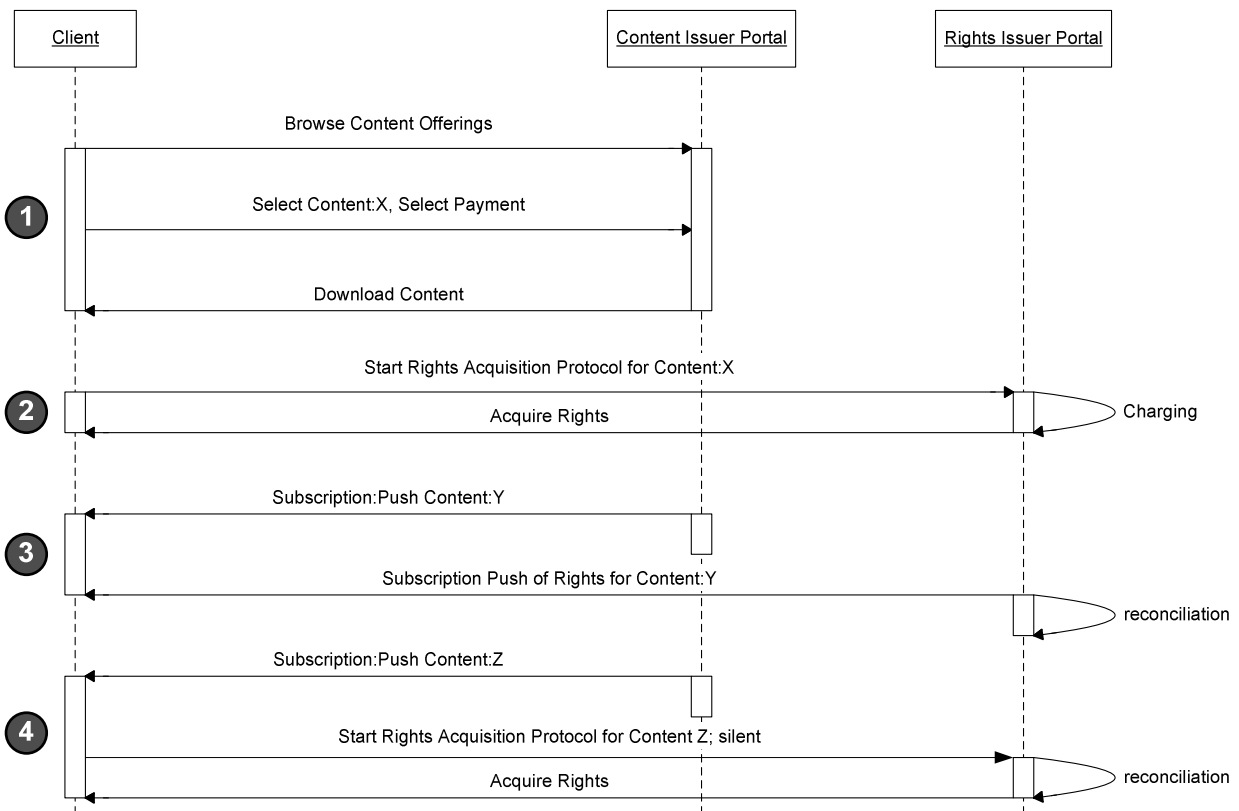 Client
Content Issuer Portal
Rights Issuer Portal
Browse Content Offerings
1
Select Content:X, Select Payment
Download Content
Start Rights Acquisition Protocol for Content:X
2
Acquire Rights
Charging
Subscription:Push Content:Y
3
Subscription Push of Rights for Content:Y
reconciliation
Subscription:Push Content:Z
4
Start Rights Acquisition Protocol for Content Z; silent
Acquire Rights
reconciliation